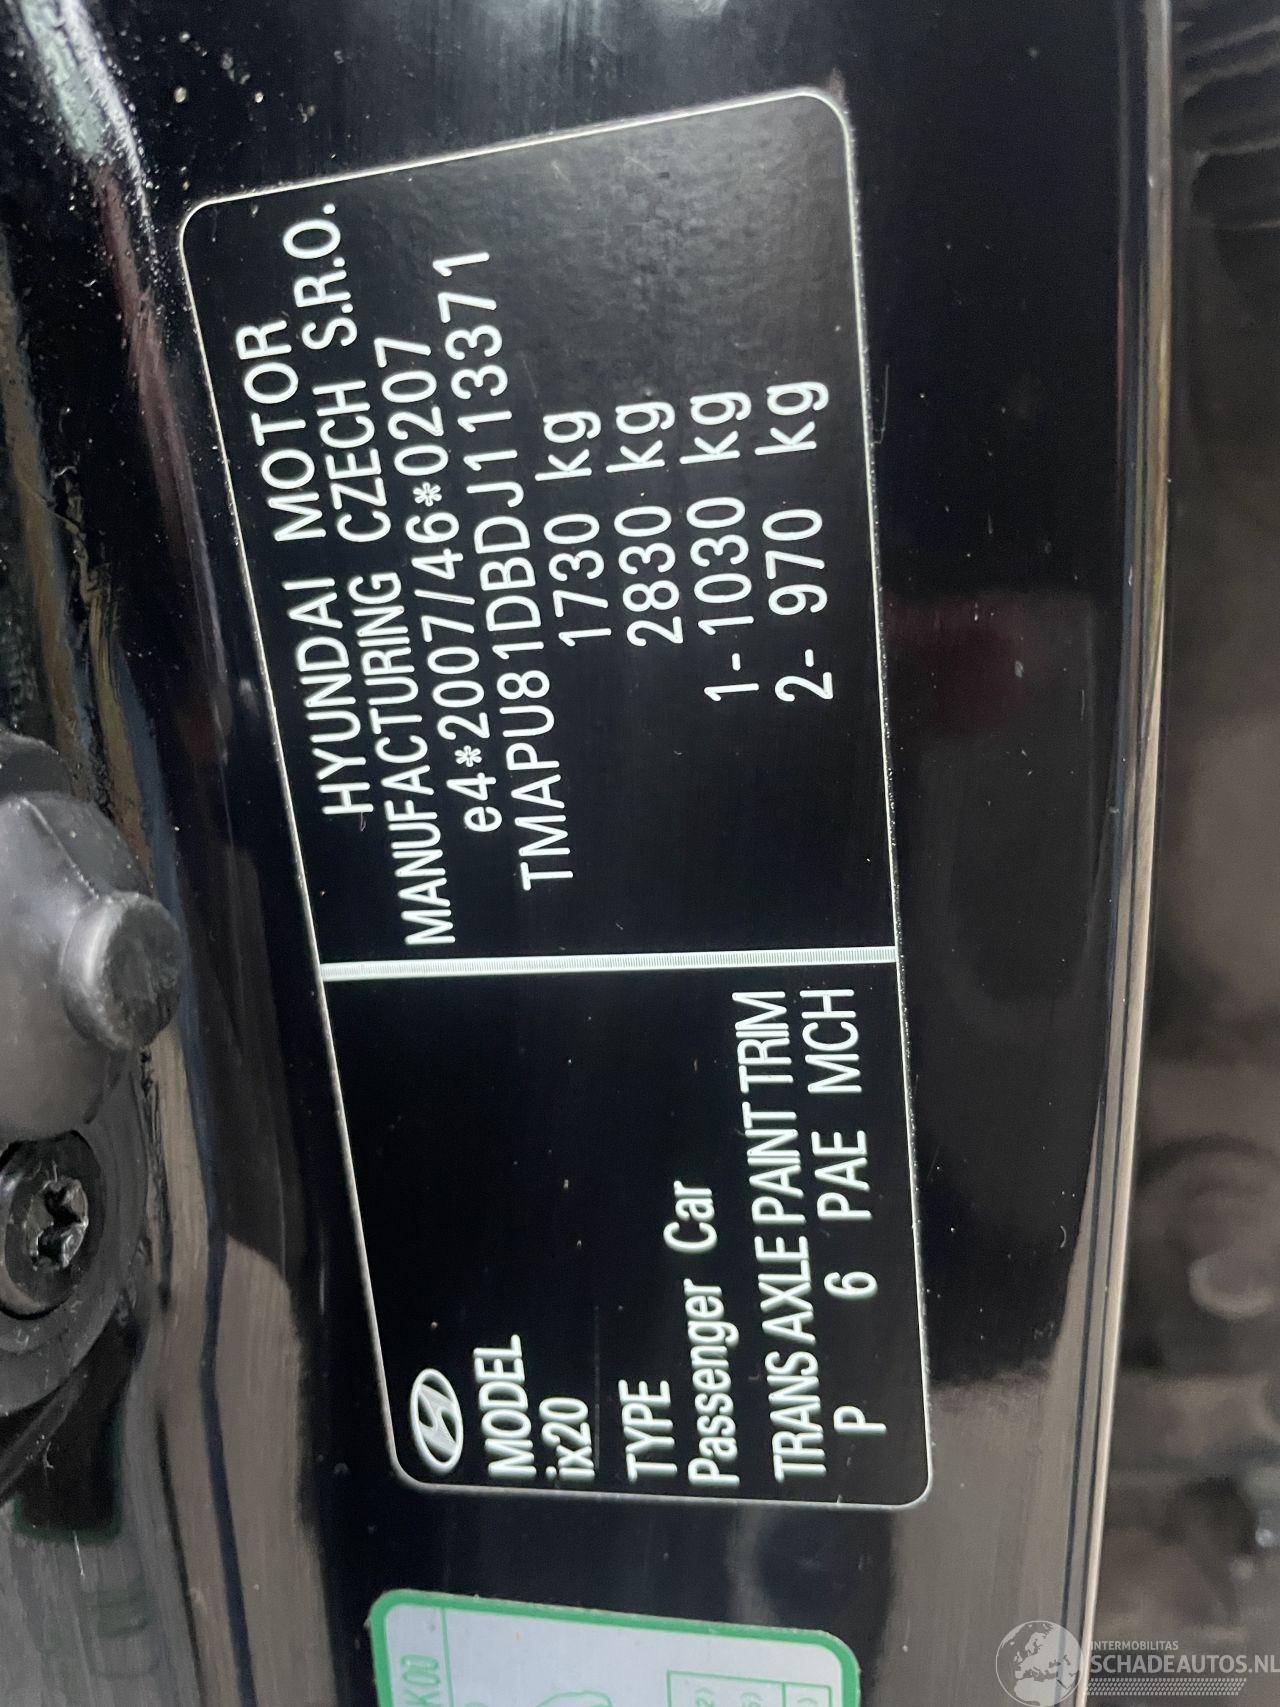 HYUNDAI MOTOR
MANUFACTURING CZECH S.R.O.
e4*2007/46*0207
TMAPU81DBDJ113371
1730 kg
2830 kg
1- 1030 kg
2- 970 kg
MODEL
ix20
TYPE
Passenger Car
TRANS AXLE PAINT TRIM
P 6 PAE MCH
INTERMOBILITAS
SCHADEAUTOS.NL